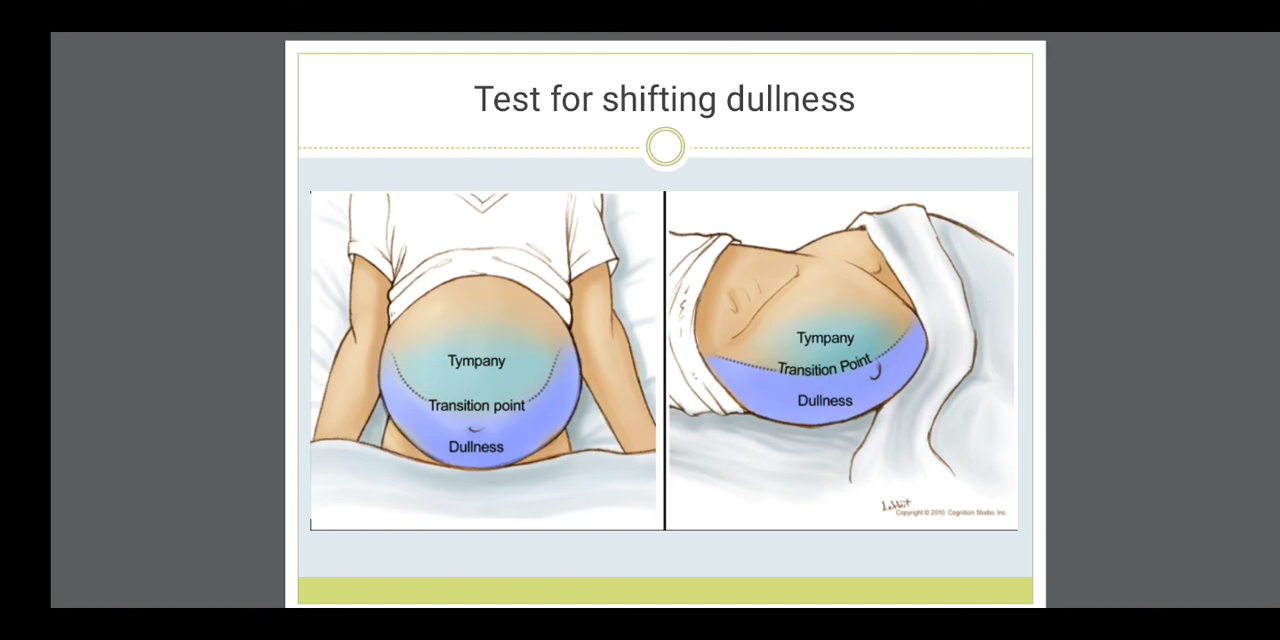 Test for shifting dullness
Tympany
Transition point
Dullness
Tympany
Transition Point
Dullness
Copyright © 2010, Cognition Studio, Inc.